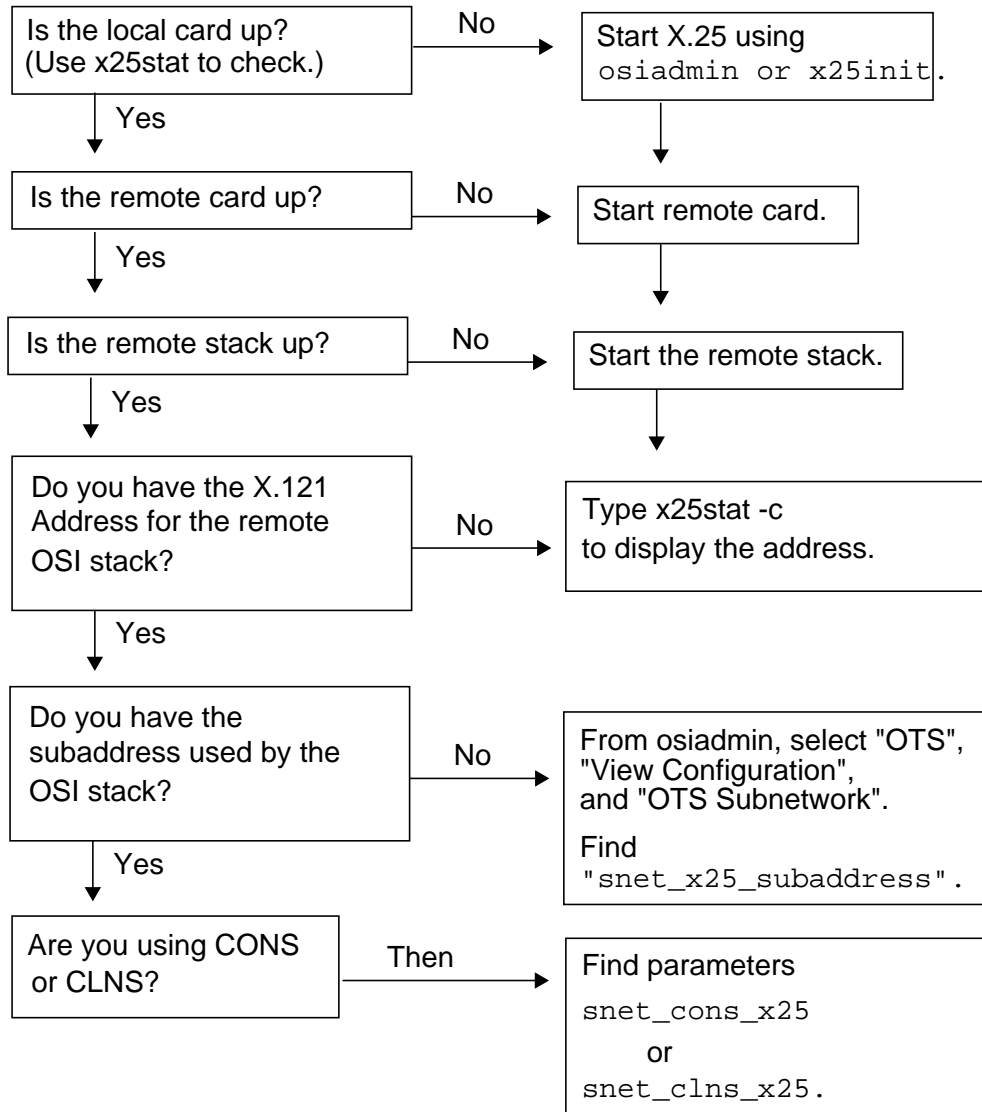 Is the local card up?
(Use x25stat to check.)
No
Start X.25 using
osiadmin or x25init.
Yes
Is the remote card up?
No
Start remote card.
Yes
Is the remote stack up?
No
Start the remote stack.
Yes
Do you have the X.121
Address for the remote
OSI stack?
No
Type x25stat -c
to display the address.
Yes
Do you have the
subaddress used by the
OSI stack?
No
From osiadmin, select "OTS",
"View Configuration",
and "OTS Subnetwork".
Find
"snet_x25_subaddress".
Yes
Are you using CONS
or CLNS?
Then
Find parameters
snet_cons_x25
or
snet_clns_x25.